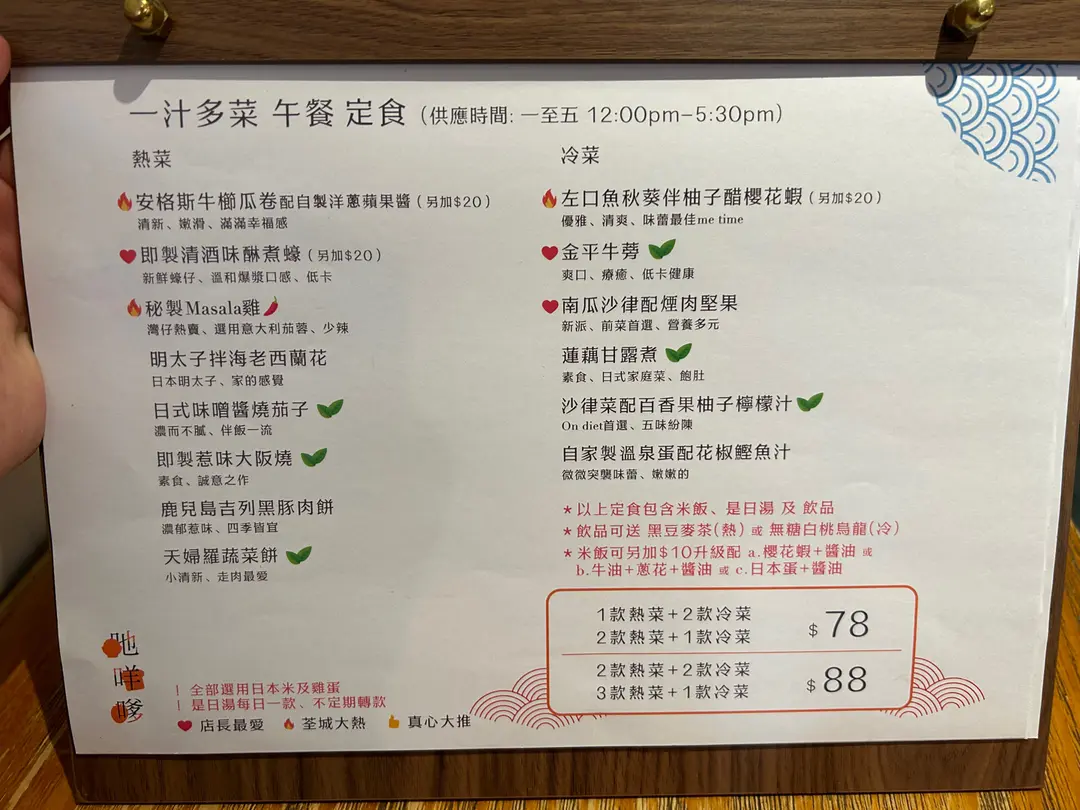 一汁多菜 午餐 定食 (供應時間: 一至五 12:00pm-5:30pm)
熱菜
安格斯牛櫛瓜卷配自製洋蔥蘋果醬 (另加$20)
清新、嫩滑、滿滿幸福感
即製清酒味醂煮蠔 (另加$20)
新鮮蠔仔、溫和爆漿口感、低卡
秘製Masala雞
灣仔熱賣、選用意大利茄蓉、少辣
明太子拌海老西蘭花
日本明太子、家的感覺
日式味噌醬燒茄子
濃而不膩、伴飯一流
即製惹味大阪燒
素食、誠意之作
鹿兒島吉列黑豚肉餅
濃郁惹味、四季皆宜
天婦羅蔬菜餅
小清新、走肉最愛
冷菜
左口魚秋葵伴柚子醋櫻花蝦 (另加$20)
優雅、清爽、味蕾最佳me time
金平牛蒡
爽口、療癒、低卡健康
南瓜沙律配煙肉堅果
新派、前菜首選、營養多元
蓮藕甘露煮
素食、日式家庭菜、飽肚
沙律菜配百香果柚子檸檬汁
On diet首選、五味紛陳
自家製溫泉蛋配花椒鰹魚汁
微微突襲味蕾、嫩嫩的
*以上定食包含米飯、是日湯 及 飲品
*飲品可送 黑豆麥茶(熱) 或 無糖白桃烏龍(冷)
*米飯可另加$10升級配 a.櫻花蝦+醬油 或
b.牛油+蔥花+醬油 或 c.日本蛋+醬油
1款熱菜+2款冷菜
2款熱菜+1款冷菜
$78
2款熱菜+2款冷菜
3款熱菜+1款冷菜
$88
吔
咩
嗲
| 全部選用日本米及雞蛋
| 是日湯每日一款、不定期轉款
店長最愛 荃城大熱 真心大推